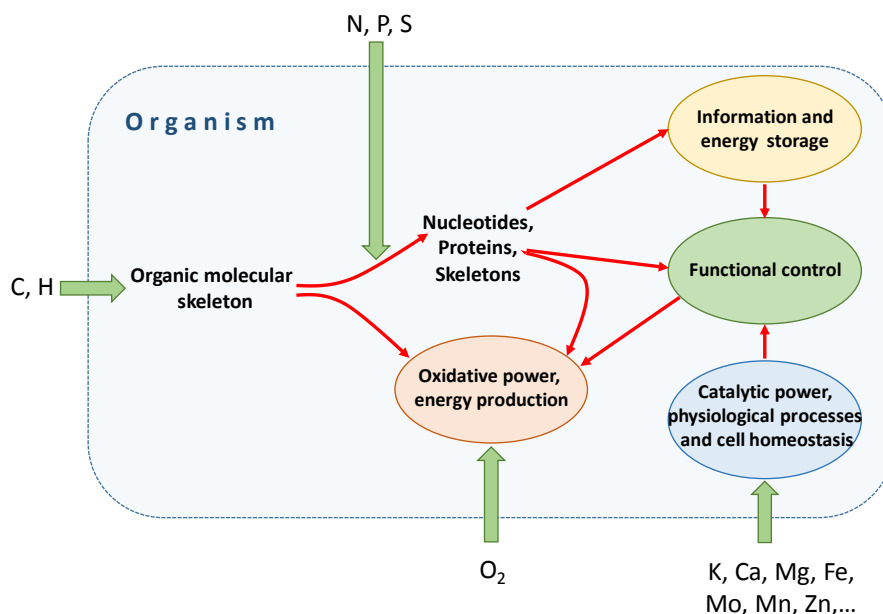 N, P, S
Organism
Information and
energy storage
Nucleotides,
Proteins,
Skeletons
Functional control
C, H
Organic molecular
skeleton
Oxidative power,
energy production
Catalytic power,
physiological processes
and cell homeostasis
O₂
K, Ca, Mg, Fe,
Mo, Mn, Zn,...